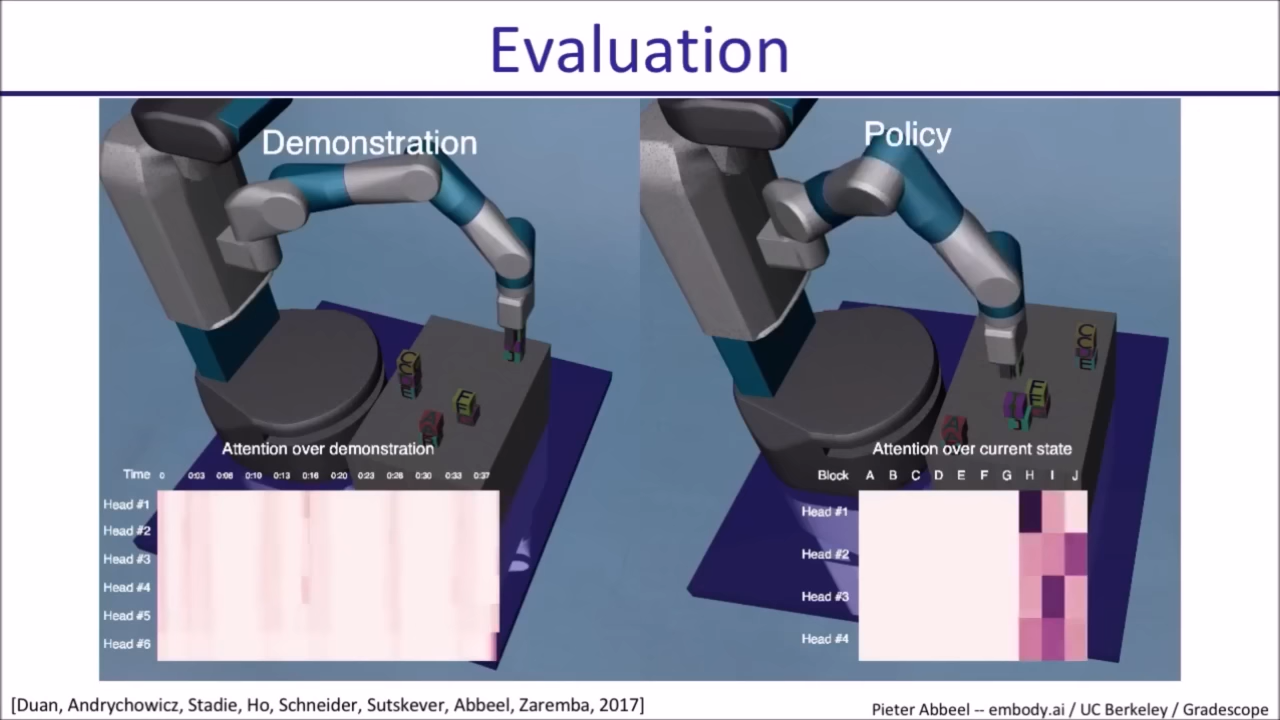 Evaluation
Demonstration
Policy
Attention over demonstration
Time 0 0:03 0:06 0:10 0:13 0:16 0:20 0:23 0:26 0:30 0:33 0:37
Head #1
Head #2
Head #3
Head #4
Head #5
Head #6
Attention over current state
Block A B C D E F G H I J
Head #1
Head #2
Head #3
Head #4
[Duan, Andrychowicz, Stadie, Ho, Schneider, Sutskever, Abbeel, Zaremba, 2017]
Pieter Abbeel -- embody.ai / UC Berkeley / Gradescope